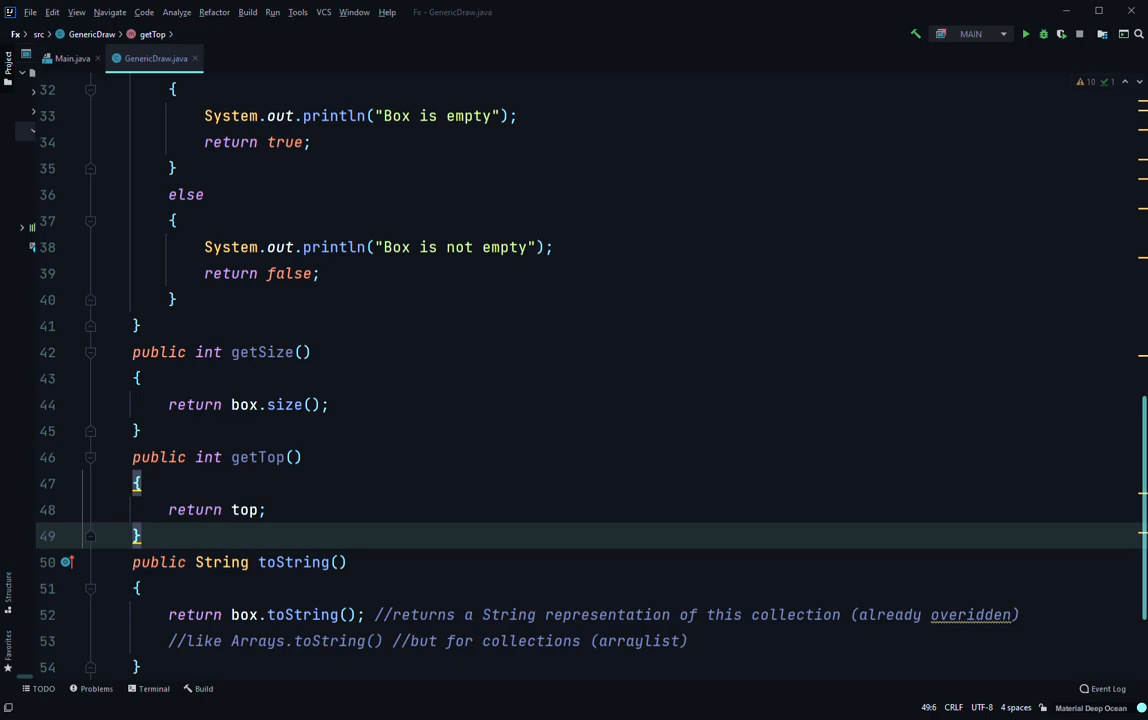 File Edit View Navigate Code Analyze Refactor Build Run Tools VCS Window Help Fx - GenericDraw.java
Fx src GenericDraw getTop MAIN
Project
Main.java GenericDraw.java
10 1
32 {
33 System.out.println("Box is empty");
34 return true;
35 }
36 else
37 {
38 System.out.println("Box is not empty");
39 return false;
40 }
41 }
42 public int getSize()
43 {
44 return box.size();
45 }
46 public int getTop()
47 {
48 return top;
49 }
50 public String toString()
51 {
52 return box.toString(); //returns a String representation of this collection (already overidden)
53 //like Arrays.toString() //but for collections (arraylist)
54 }
Structure
Favorites
TODO Problems Terminal Build Event Log
49:6 CRLF UTF-8 4 spaces Material Deep Ocean